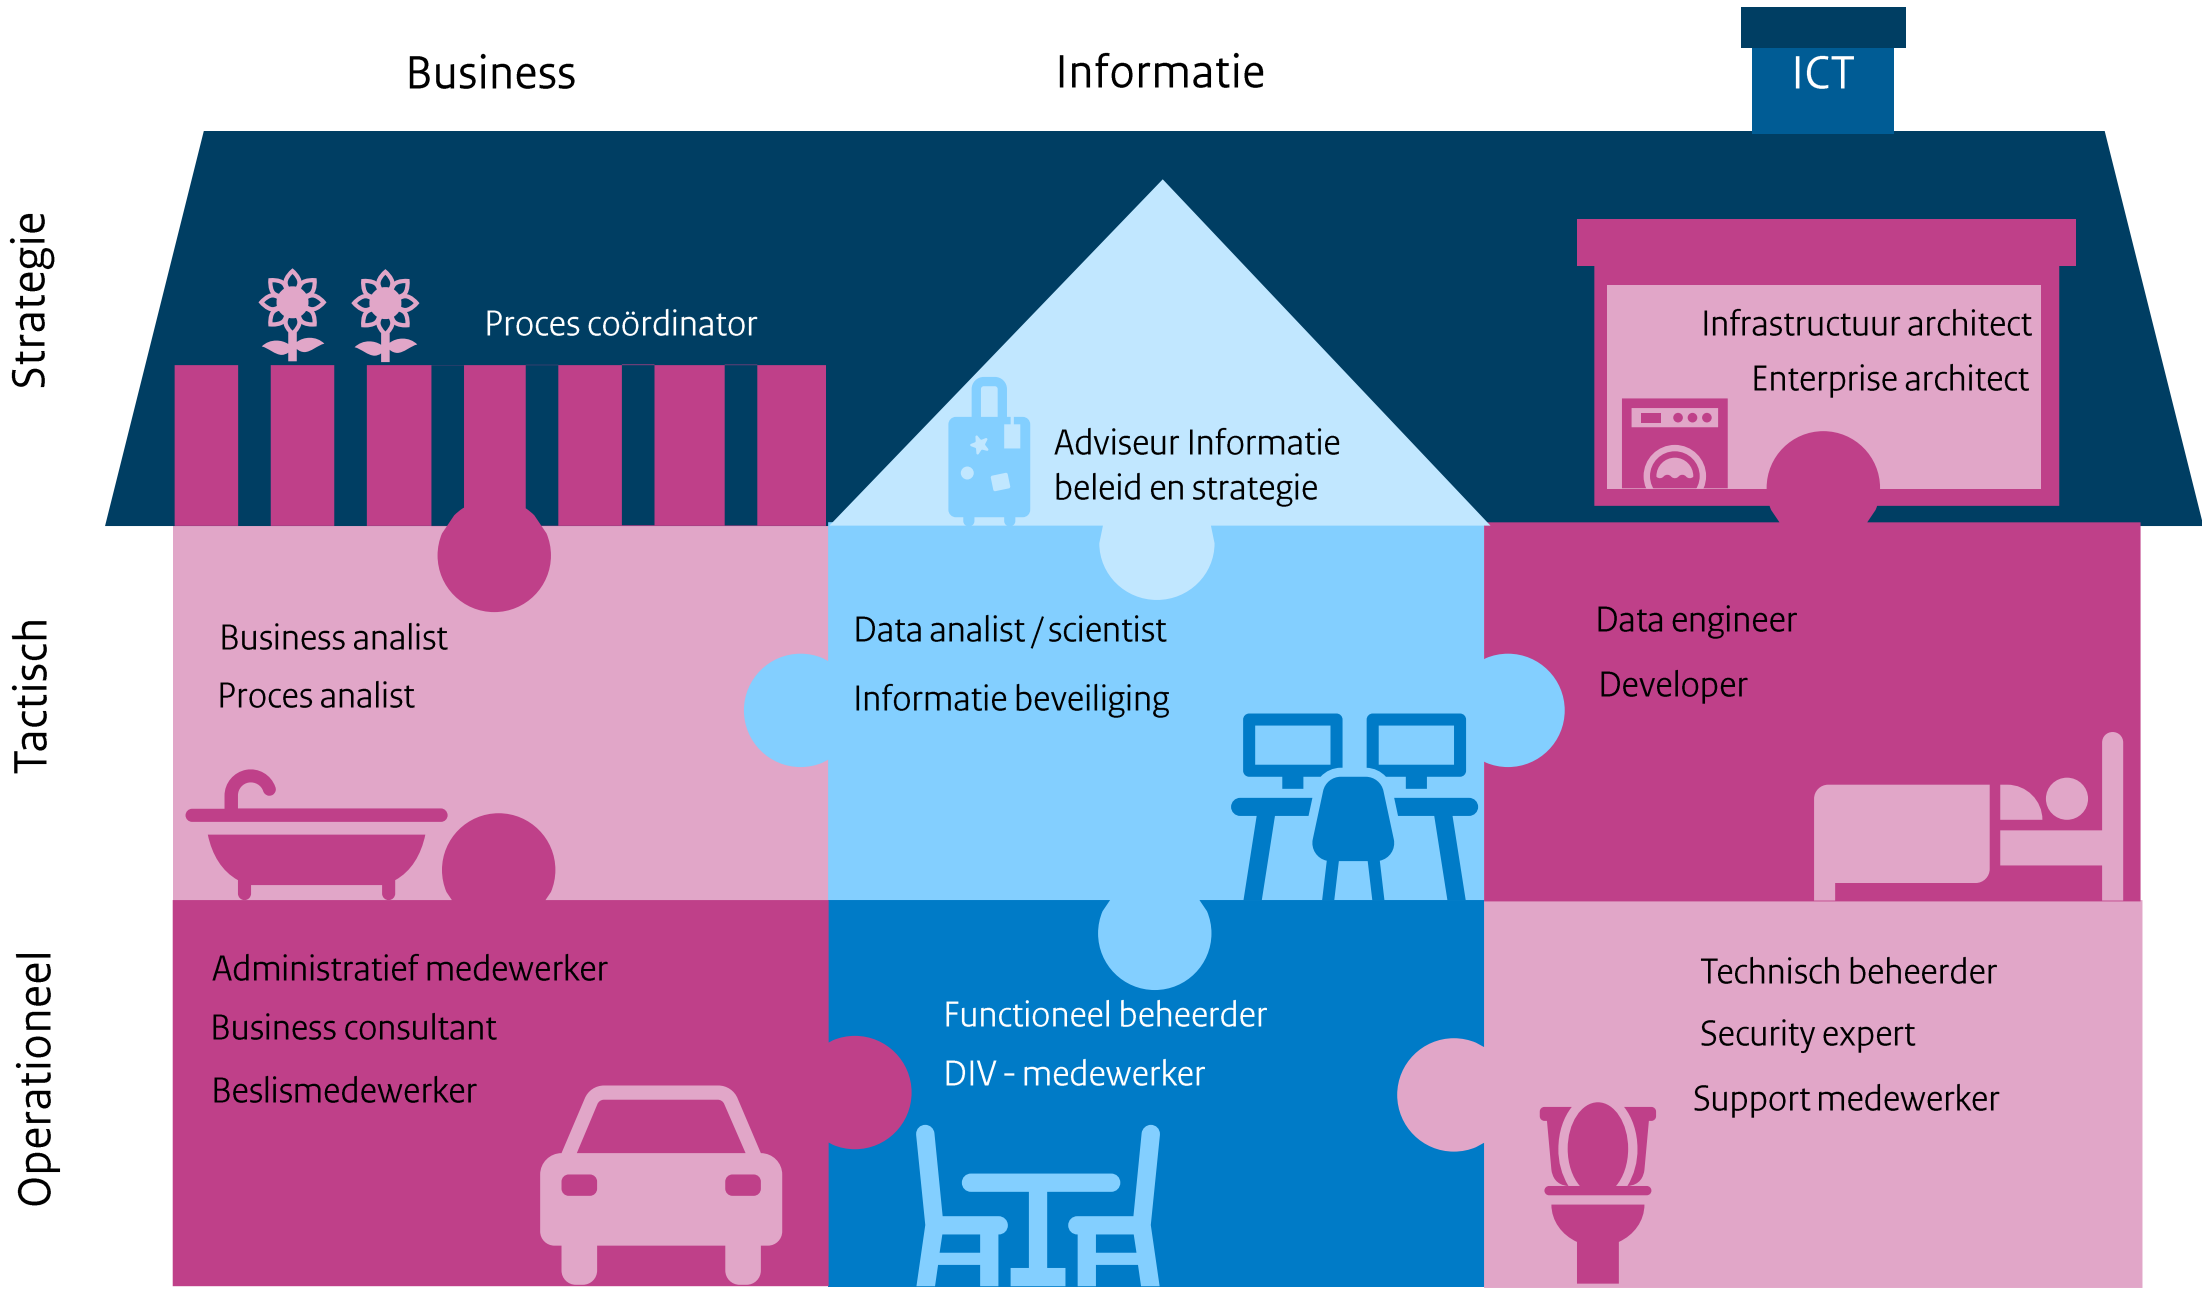 Business
Informatie
ICT
Strategie
Proces coördinator
Adviseur Informatie
beleid en strategie
Infrastructuur architect
Enterprise architect
Tactisch
Business analist
Proces analist
Data analist / scientist
Informatie beveiliging
Data engineer
Developer
Operationeel
Administratief medewerker
Business consultant
Beslismedewerker
Functioneel beheerder
DIV - medewerker
Technisch beheerder
Security expert
Support medewerker